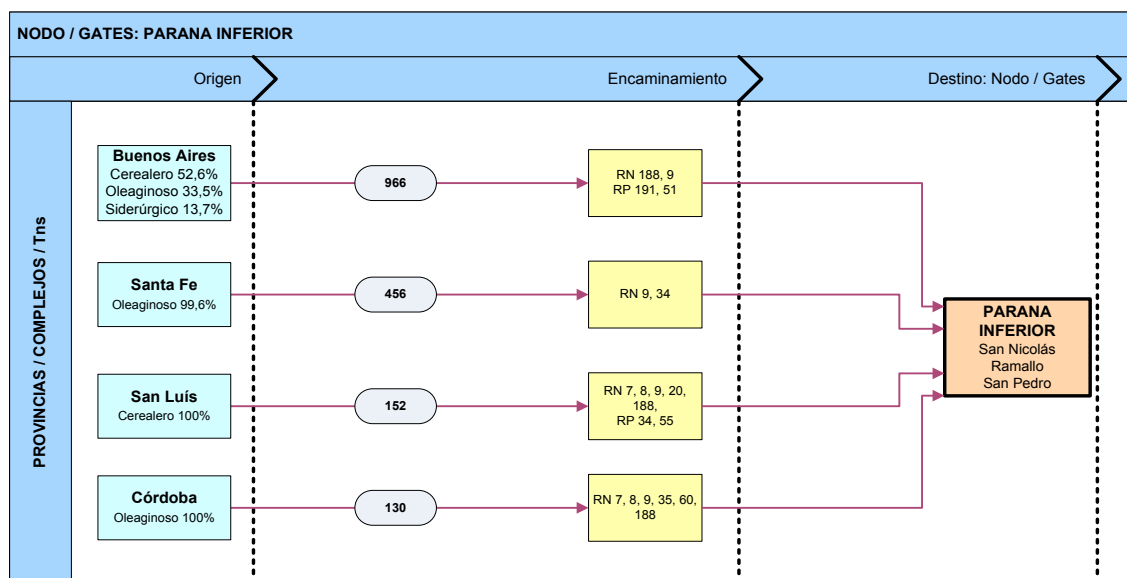 NODO / GATES: PARANA INFERIOR
Origen
Encaminamiento
Destino: Nodo / Gates
PROVINCIAS / COMPLEJOS / Tns
Buenos Aires
Cerealero 52,6%
Oleaginoso 33,5%
Siderúrgico 13,7%
966
RN 188, 9
RP 191, 51
Santa Fe
Oleaginoso 99,6%
456
RN 9, 34
San Luís
Cerealero 100%
152
RN 7, 8, 9, 20,
188,
RP 34, 55
Córdoba
Oleaginoso 100%
130
RN 7, 8, 9, 35, 60,
188
PARANA
INFERIOR
San Nicolás
Ramallo
San Pedro